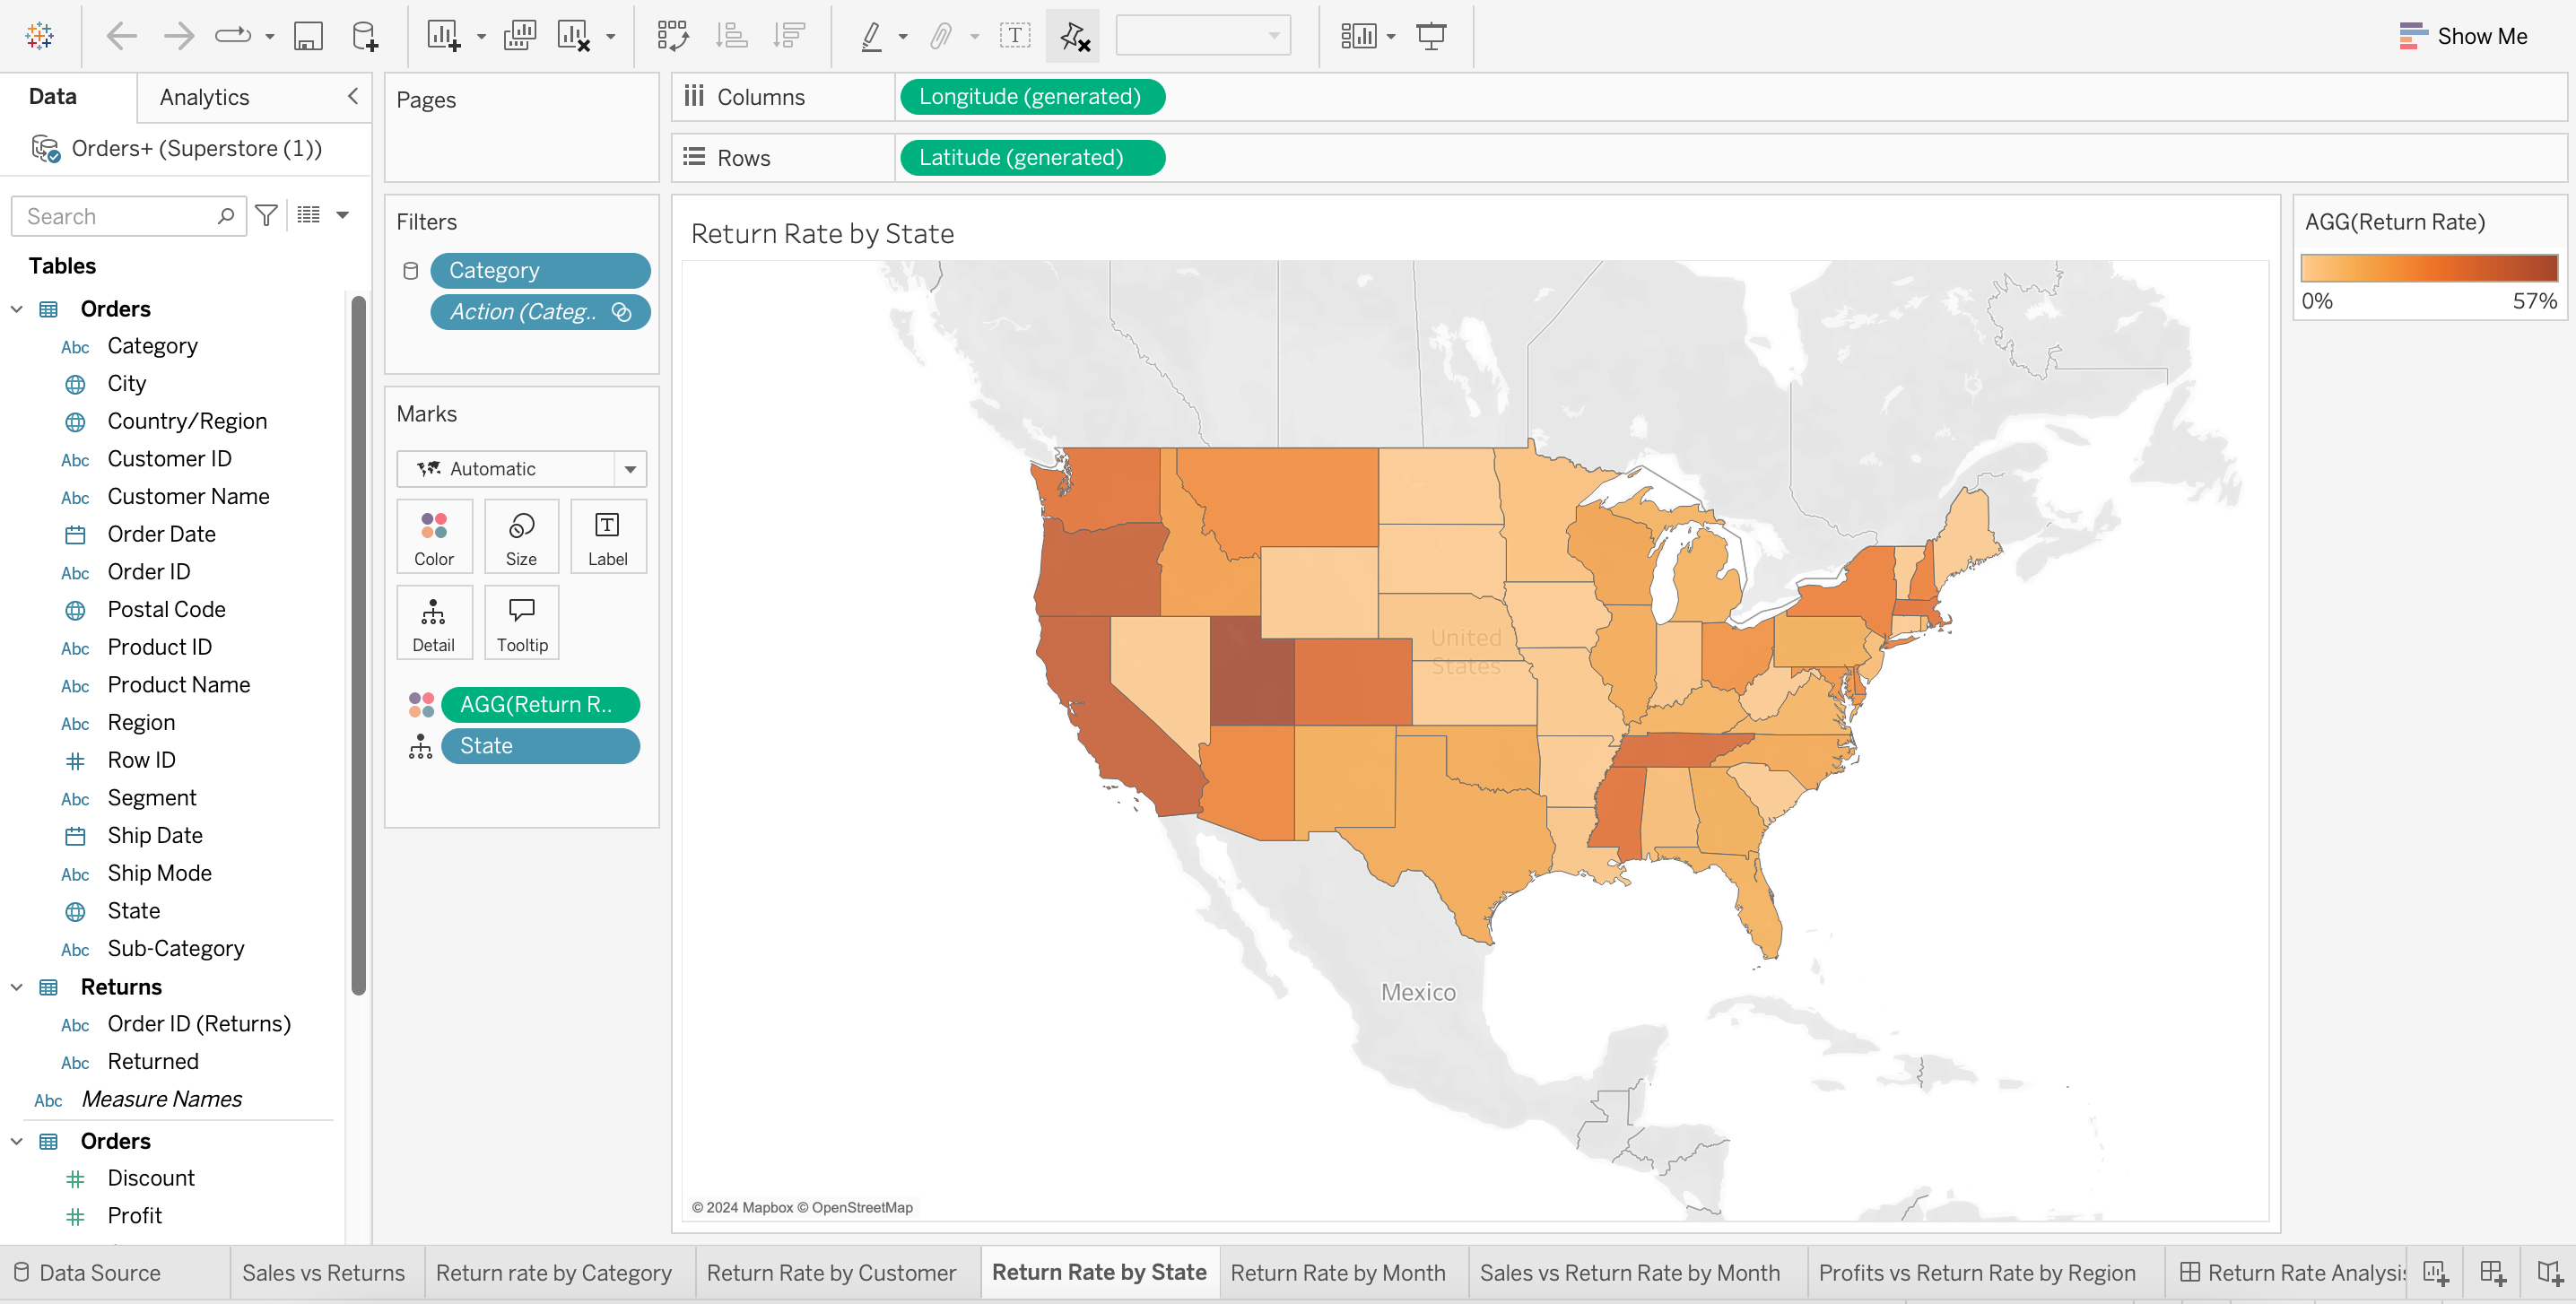 Show Me
Data
Analytics
Orders+ (Superstore (1))
Search
Tables
Orders
Abc Category
City
Country/Region
Abc Customer ID
Abc Customer Name
Order Date
Abc Order ID
Postal Code
Abc Product ID
Abc Product Name
Abc Region
# Row ID
Abc Segment
Ship Date
Abc Ship Mode
State
Abc Sub-Category
Returns
Abc Order ID (Returns)
Abc Returned
Abc Measure Names
Orders
# Discount
# Profit
Pages
Filters
Category
Action (Categ..
Marks
Automatic
Color
Size
T
Label
Detail
Tooltip
AGG(Return R..
State
Columns
Longitude (generated)
Rows
Latitude (generated)
Return Rate by State
United
States
Mexico
© 2024 Mapbox © OpenStreetMap
AGG(Return Rate)
0%
57%
Data Source
Sales vs Returns
Return rate by Category
Return Rate by Customer
Return Rate by State
Return Rate by Month
Sales vs Return Rate by Month
Profits vs Return Rate by Region
Return Rate Analysis